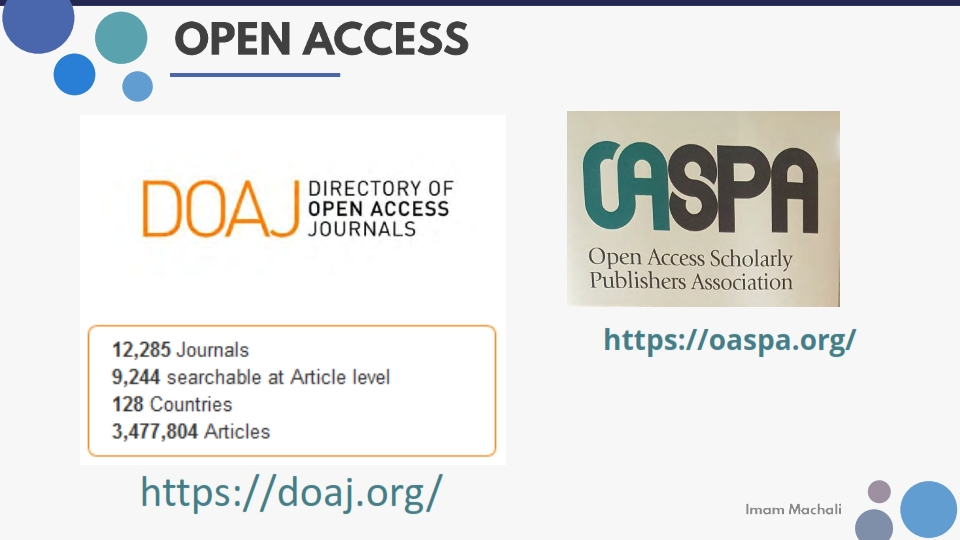 OPEN ACCESS
DOAJ
DIRECTORY OF
OPEN ACCESS
JOURNALS
12,285 Journals
9,244 searchable at Article level
128 Countries
3,477,804 Articles
https://doaj.org/
OASPA
Open Access Scholarly
Publishers Association
https://oaspa.org/
Imam Machali